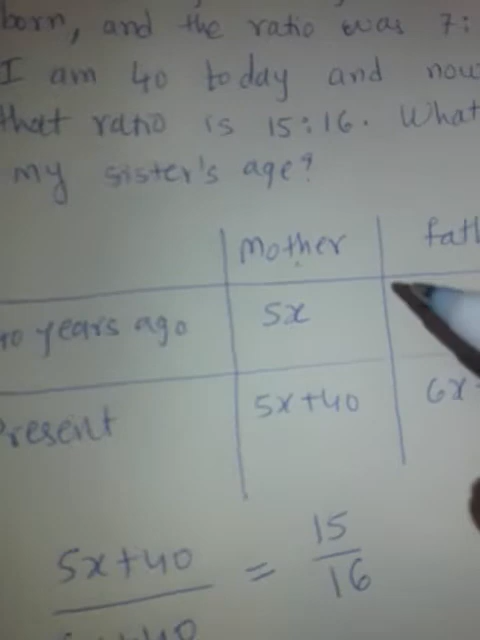 born, and the ratio was 7:
I am 40 today and now
that ratio is 15:16. What
my sister's age?
Mother
40 years ago 5x
Present 5x+40 6x
5x+40 = 15
16